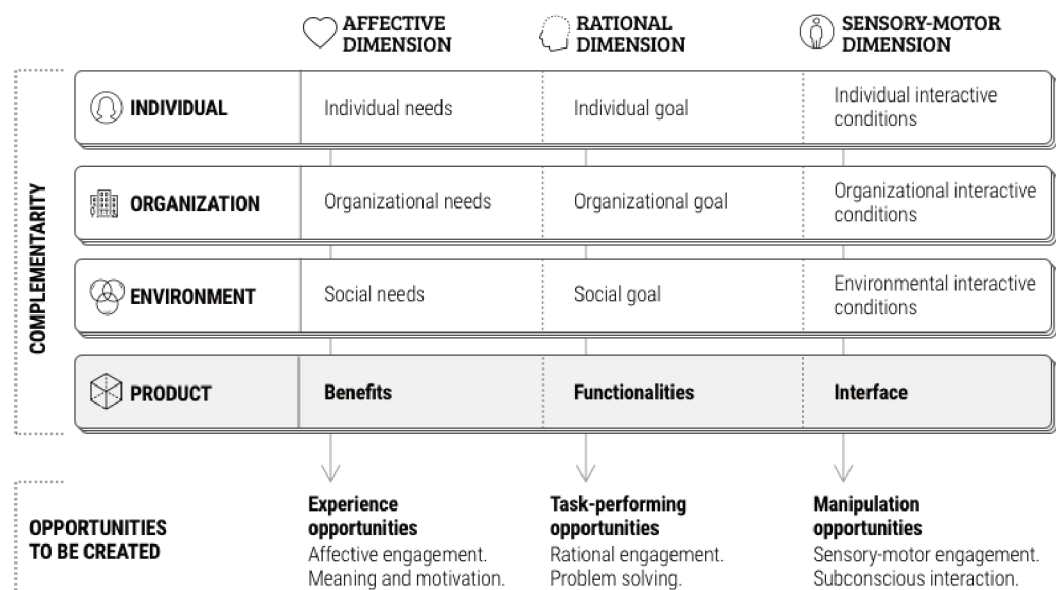 AFFECTIVE
DIMENSION
RATIONAL
DIMENSION
SENSORY-MOTOR
DIMENSION
COMPLEMENTARITY
INDIVIDUAL
Individual needs
Individual goal
Individual interactive
conditions
ORGANIZATION
Organizational needs
Organizational goal
Organizational interactive
conditions
ENVIRONMENT
Social needs
Social goal
Environmental interactive
conditions
PRODUCT
Benefits
Functionalities
Interface
OPPORTUNITIES
TO BE CREATED
Experience
opportunities
Affective engagement.
Meaning and motivation.
Task-performing
opportunities
Rational engagement.
Problem solving.
Manipulation
opportunities
Sensory-motor engagement.
Subconscious interaction.